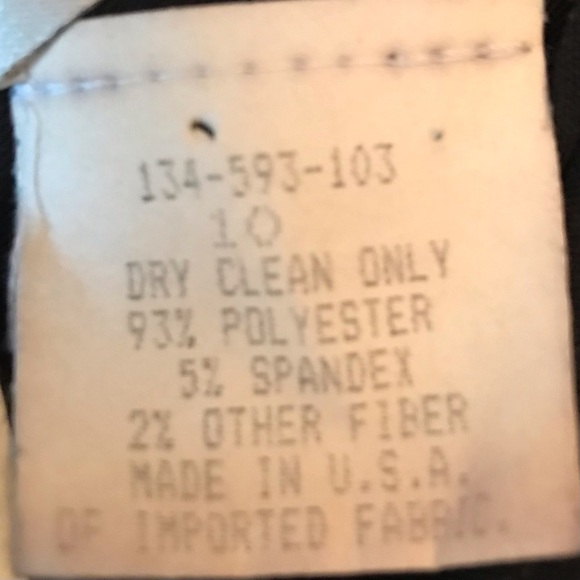 134-593-103
10
DRY CLEAN ONLY
93% POLYESTER
5% SPANDEX
2% OTHER FIBER
MADE IN U.S.A.
OF IMPORTED FABRIC.